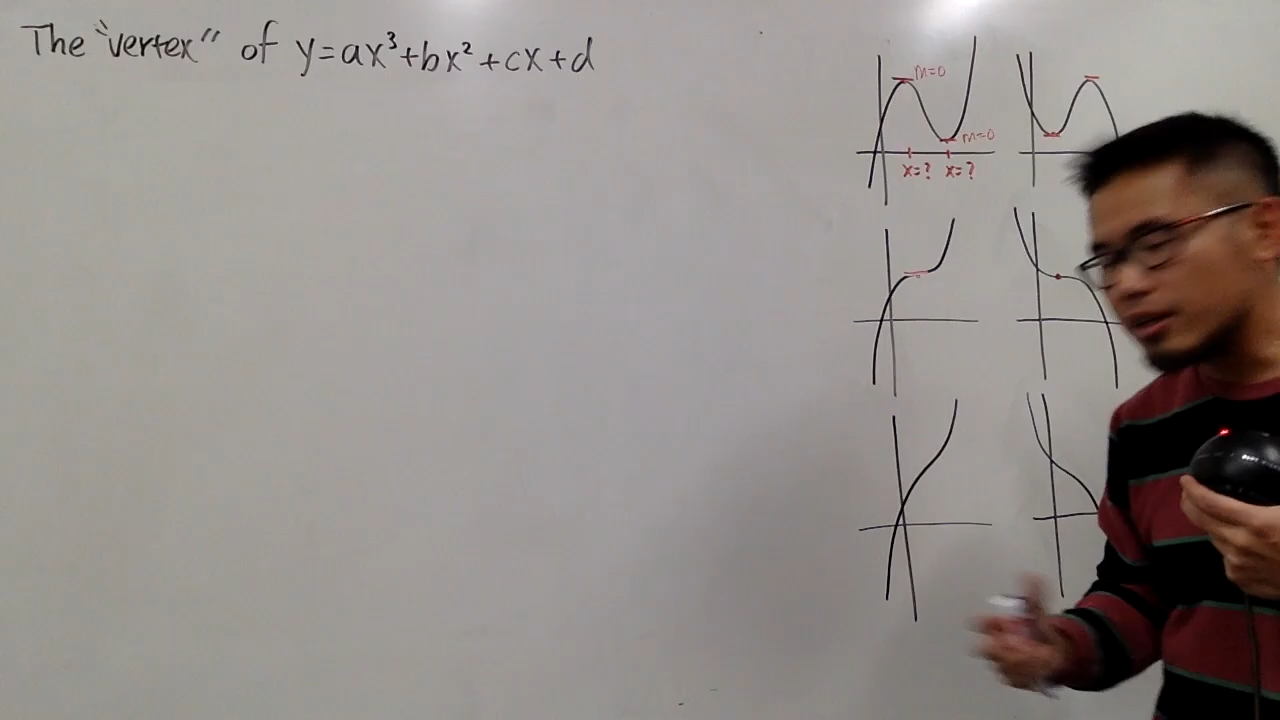 The "vertex" of y=ax³+bx²+cx+d
m=0
m=0
x=? x=?